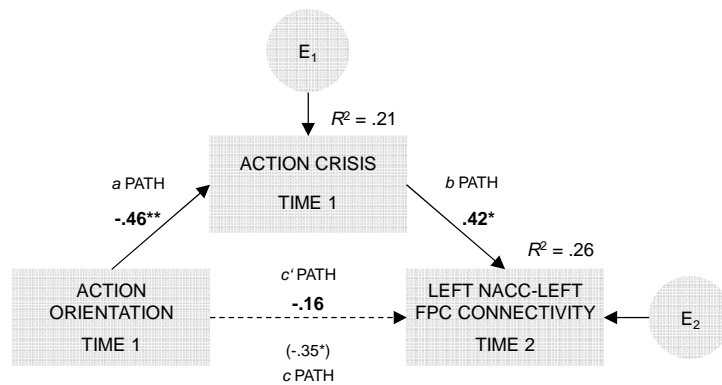 E₁
R² = .21
ACTION CRISIS
TIME 1
a PATH
-.46**
b PATH
.42*
R² = .26
ACTION
ORIENTATION
TIME 1
c' PATH
-.16
(-.35*)
c PATH
LEFT NACC-LEFT
FPC CONNECTIVITY
TIME 2
E₂